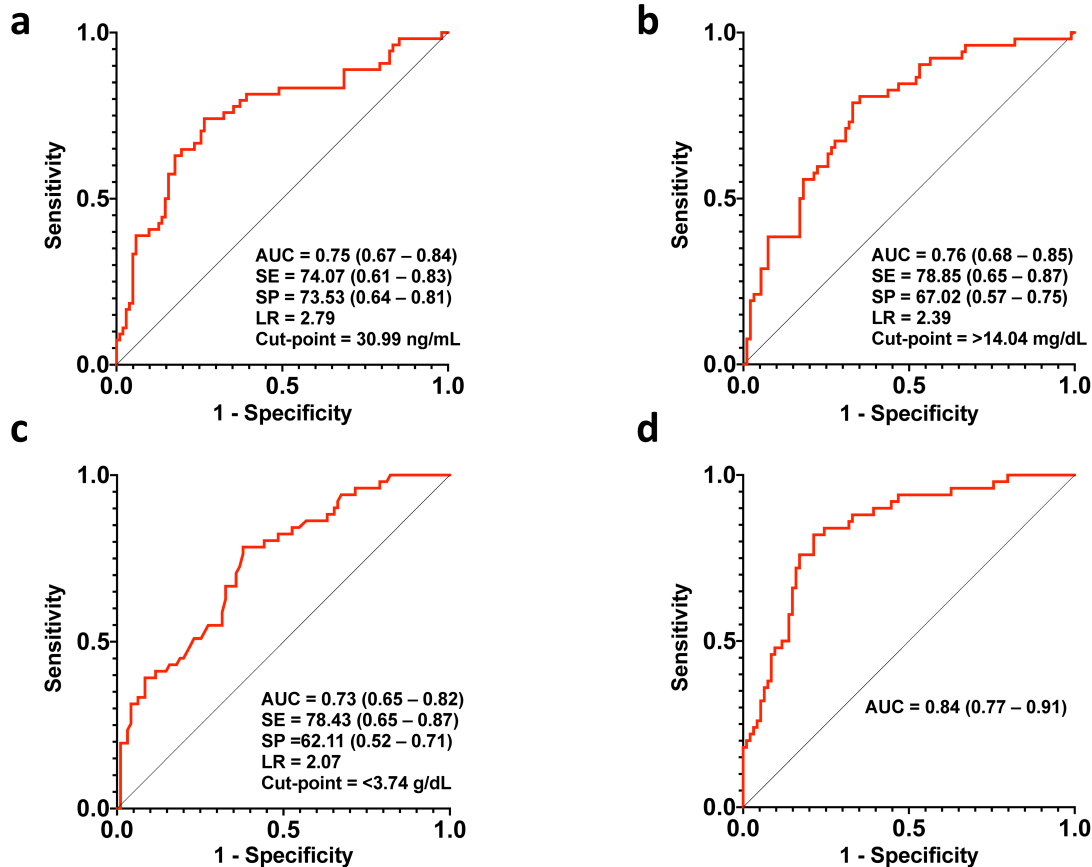 a
1.0
0.5
0.0
0.0
0.5
1.0
Sensitivity
1 - Specificity
AUC = 0.75 (0.67 – 0.84)
SE = 74.07 (0.61 – 0.83)
SP = 73.53 (0.64 – 0.81)
LR = 2.79
Cut-point = 30.99 ng/mL
b
1.0
0.5
0.0
0.0
0.5
1.0
Sensitivity
1 - Specificity
AUC = 0.76 (0.68 – 0.85)
SE = 78.85 (0.65 – 0.87)
SP = 67.02 (0.57 – 0.75)
LR = 2.39
Cut-point = >14.04 mg/dL
c
1.0
0.5
0.0
0.0
0.5
1.0
Sensitivity
1 - Specificity
AUC = 0.73 (0.65 – 0.82)
SE = 78.43 (0.65 – 0.87)
SP =62.11 (0.52 – 0.71)
LR = 2.07
Cut-point = <3.74 g/dL
d
1.0
0.5
0.0
0.0
0.5
1.0
Sensitivity
1 - Specificity
AUC = 0.84 (0.77 – 0.91)